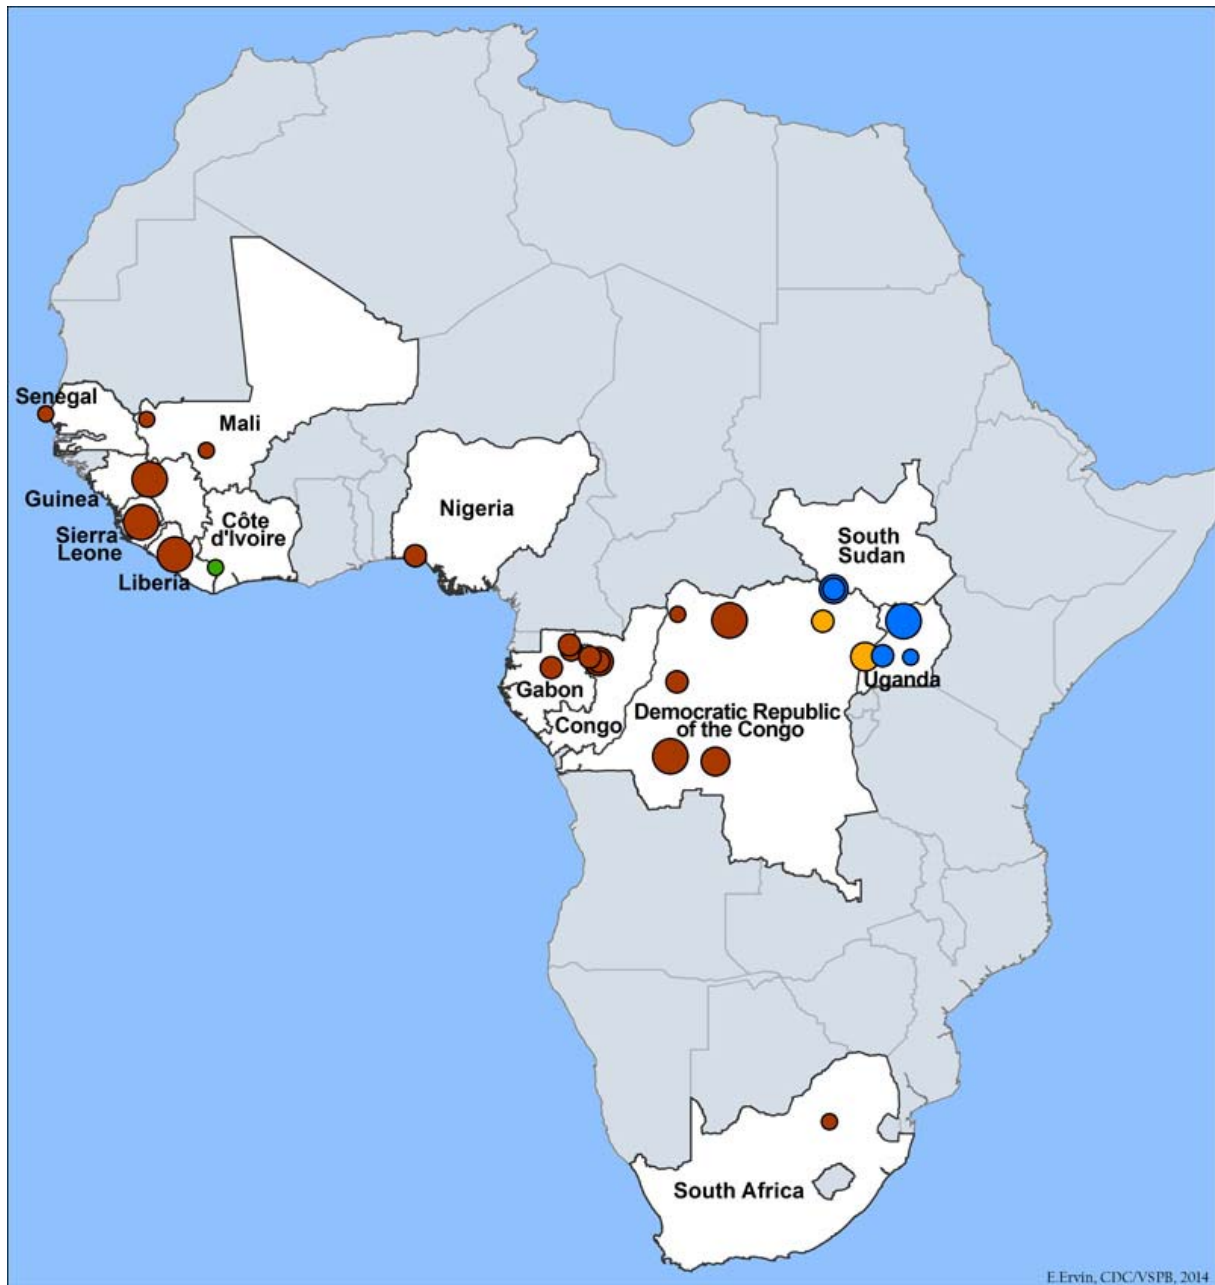 Senegal
Mali
Guinea
Sierra
Leone
Côte
d'Ivoire
Liberia
Nigeria
South
Sudan
Uganda
Gabon
Congo
Democratic Republic
of the Congo
South Africa
E.Ervin, CDC/VSPB, 2014